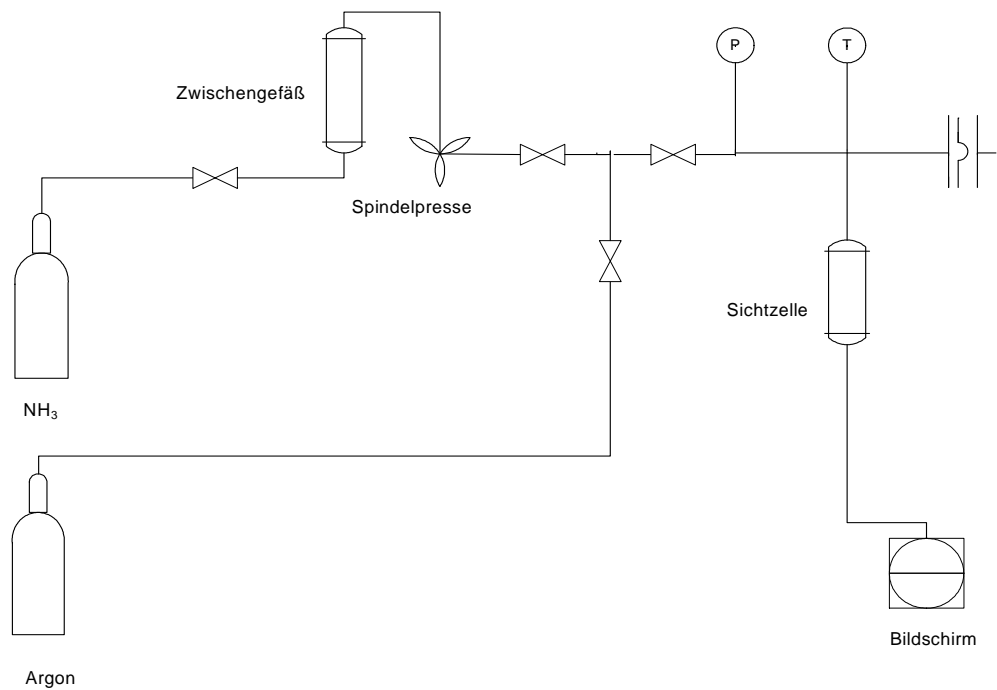 P
T
Zwischengefäß
Spindelpresse
Sichtzelle
NH₃
Bildschirm
Argon